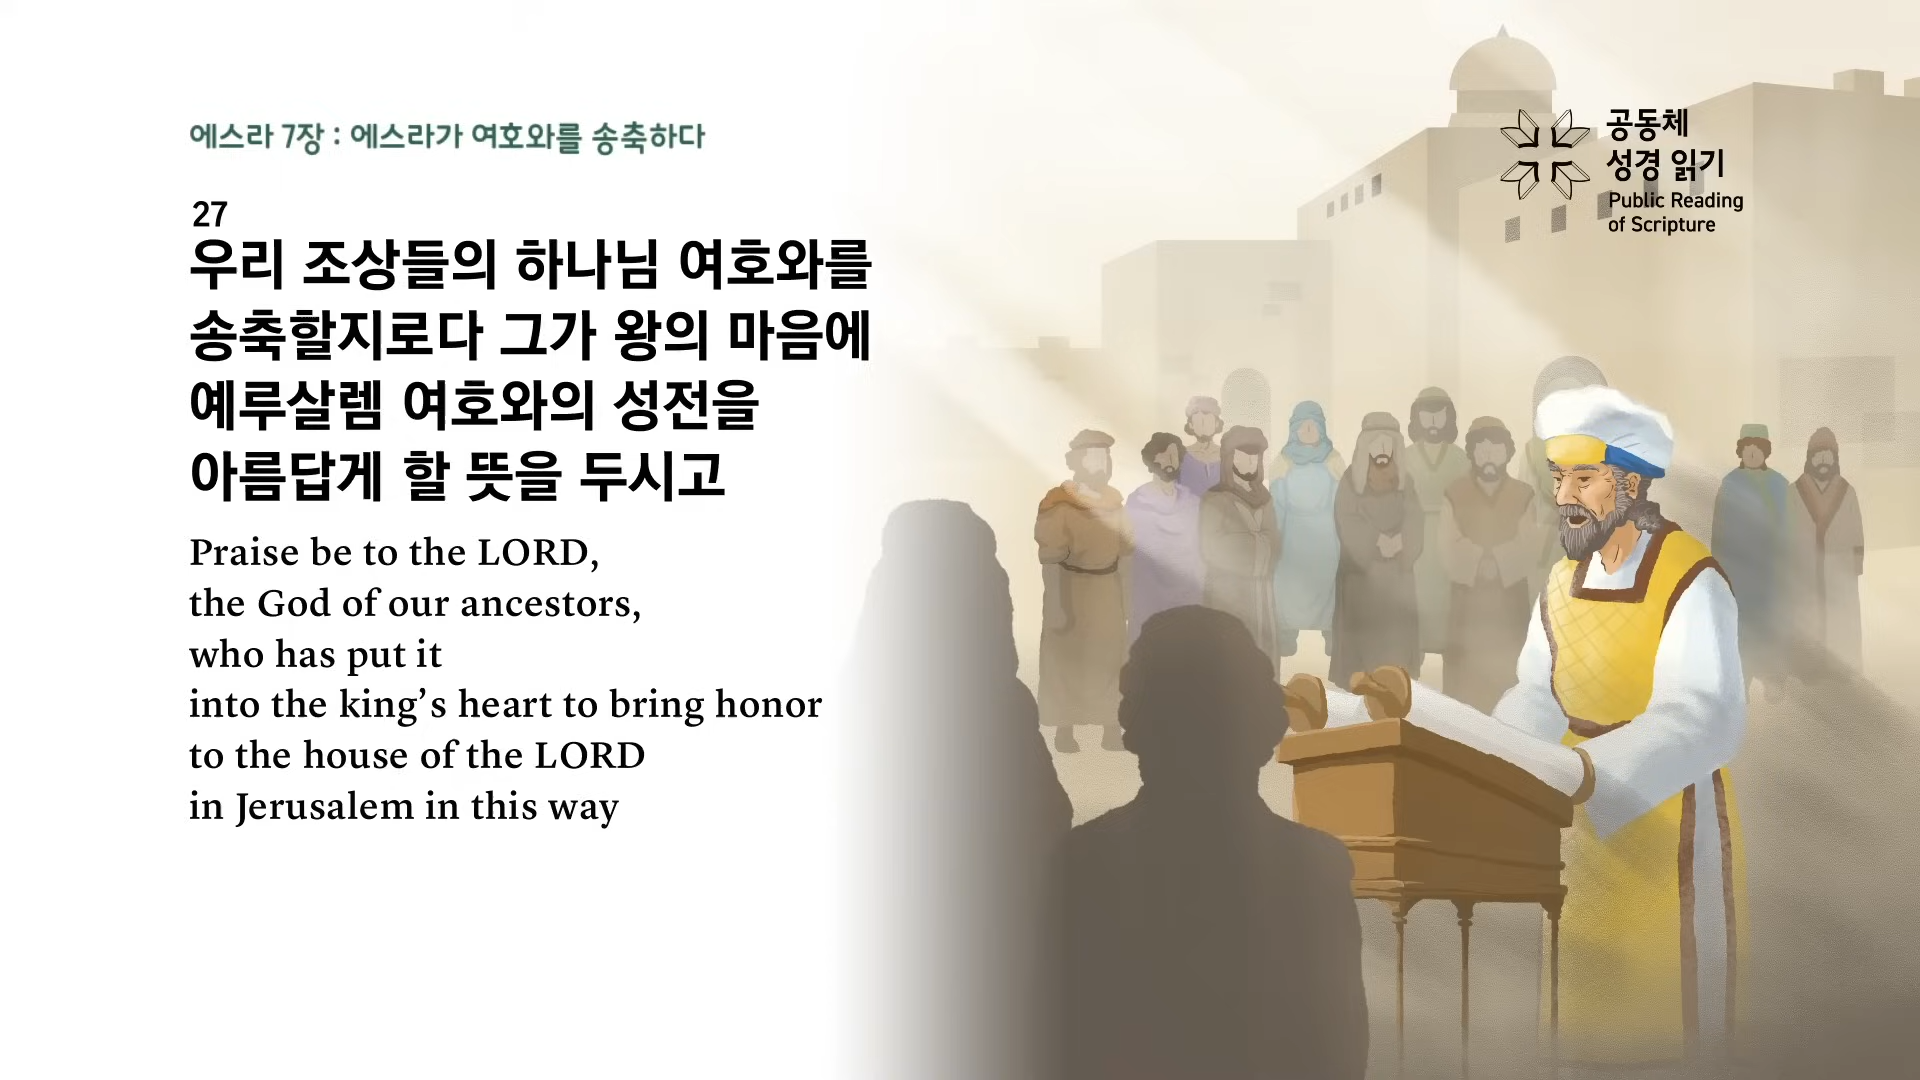 에스라 7장 : 에스라가 여호와를 송축하다
27
우리 조상들의 하나님 여호와를
송축할지로다 그가 왕의 마음에
예루살렘 여호와의 성전을
아름답게 할 뜻을 두시고
Praise be to the LORD,
the God of our ancestors,
who has put it
into the king’s heart to bring honor
to the house of the LORD
in Jerusalem in this way
공동체
성경 읽기
Public Reading
of Scripture